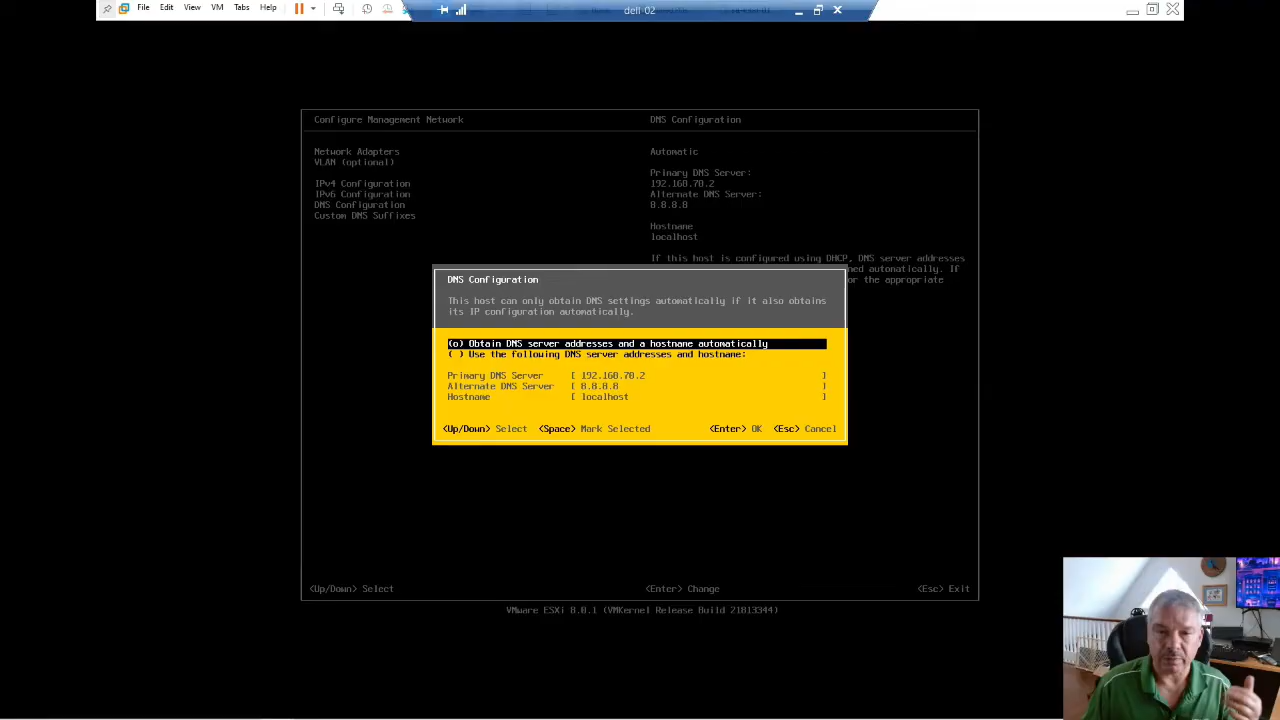 File Edit View VM Tabs Help
dell-02
Configure Management Network
DNS Configuration
Network Adapters
VLAN (optional)
IPv4 Configuration
IPv6 Configuration
DNS Configuration
Custom DNS Suffixes
Automatic
Primary DNS Server:
192.168.70.2
Alternate DNS Server:
8.8.8.8
Hostname
localhost
If this host is configured using DHCP, DNS server addresses
ned automatically. If
or the appropriate
DNS Configuration
This host can only obtain DNS settings automatically if it also obtains
its IP configuration automatically.
(o) Obtain DNS server addresses and a hostname automatically
( ) Use the following DNS server addresses and hostname:
Primary DNS Server [ 192.168.70.2 ]
Alternate DNS Server [ 8.8.8.8 ]
Hostname [ localhost ]
<Up/Down> Select <Space> Mark Selected <Enter> OK <Esc> Cancel
<Up/Down> Select <Enter> Change <Esc> Exit
VMware ESXi 8.0.1 (VMKernel Release Build 21813344)